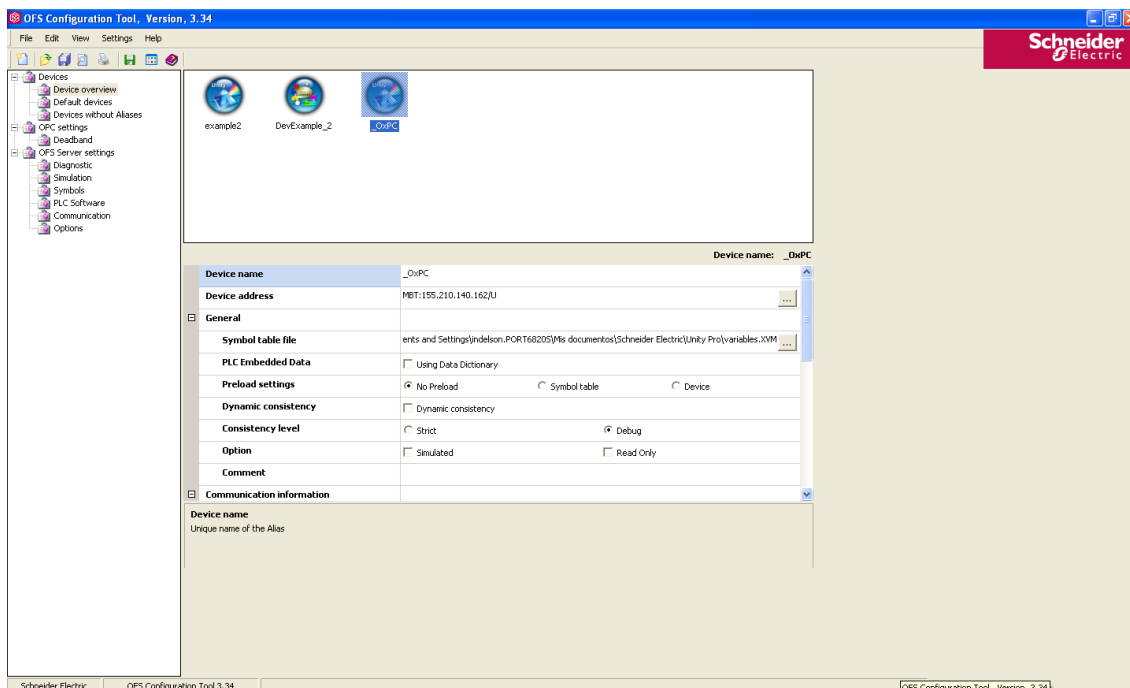 OFS Configuration Tool, Version, 3.34
File Edit View Settings Help
Schneider
Electric
Devices
Device overview
Default devices
Devices without Aliases
OPC settings
Deadband
OFS Server settings
Diagnostic
Simulation
Symbols
PLC Software
Communication
Options
example2 DevExample_2 _OxPC
Device name: _OxPC
Device name _OxPC
Device address MBT:155.210.140.162/U ...
General
Symbol table file ents and Settings\indelson.PORT6820S\Mis documentos\Schneider Electric\Unity Pro\variables.XVM ...
PLC Embedded Data Using Data Dictionary
Preload settings No Preload Symbol table Device
Dynamic consistency Dynamic consistency
Consistency level Strict Debug
Option Simulated Read Only
Comment
Communication information
Device name
Unique name of the Alias
Schneider Electric OFS Configuration Tool 3.34 OFS Configuration Tool, Version, 3.34